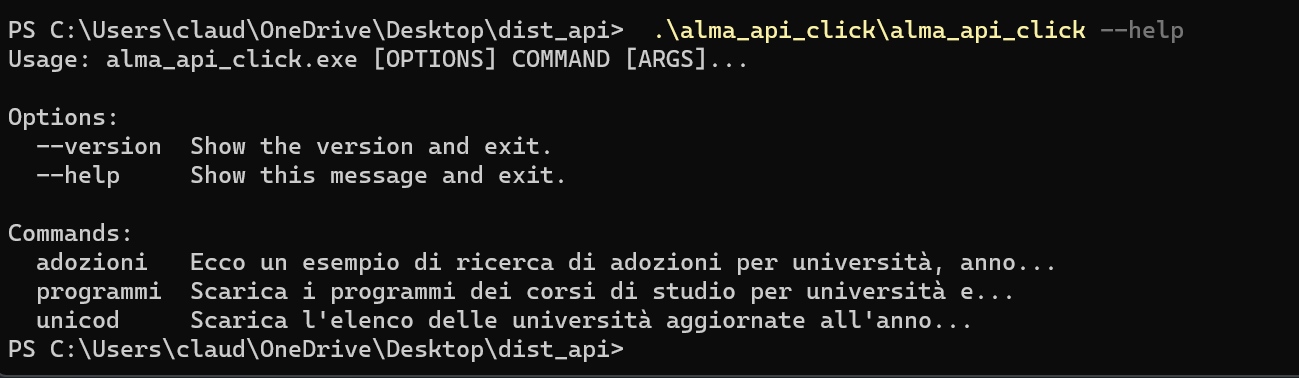 PS C:\Users\claud\OneDrive\Desktop\dist_api>  .\alma_api_click\alma_api_click --help
Usage: alma_api_click.exe [OPTIONS] COMMAND [ARGS]...

Options:
  --version  Show the version and exit.
  --help     Show this message and exit.

Commands:
  adozioni   Ecco un esempio di ricerca di adozioni per università, anno...
  programmi  Scarica i programmi dei corsi di studio per università e...
  unicod     Scarica l'elenco delle università aggiornate all'anno...
PS C:\Users\claud\OneDrive\Desktop\dist_api>